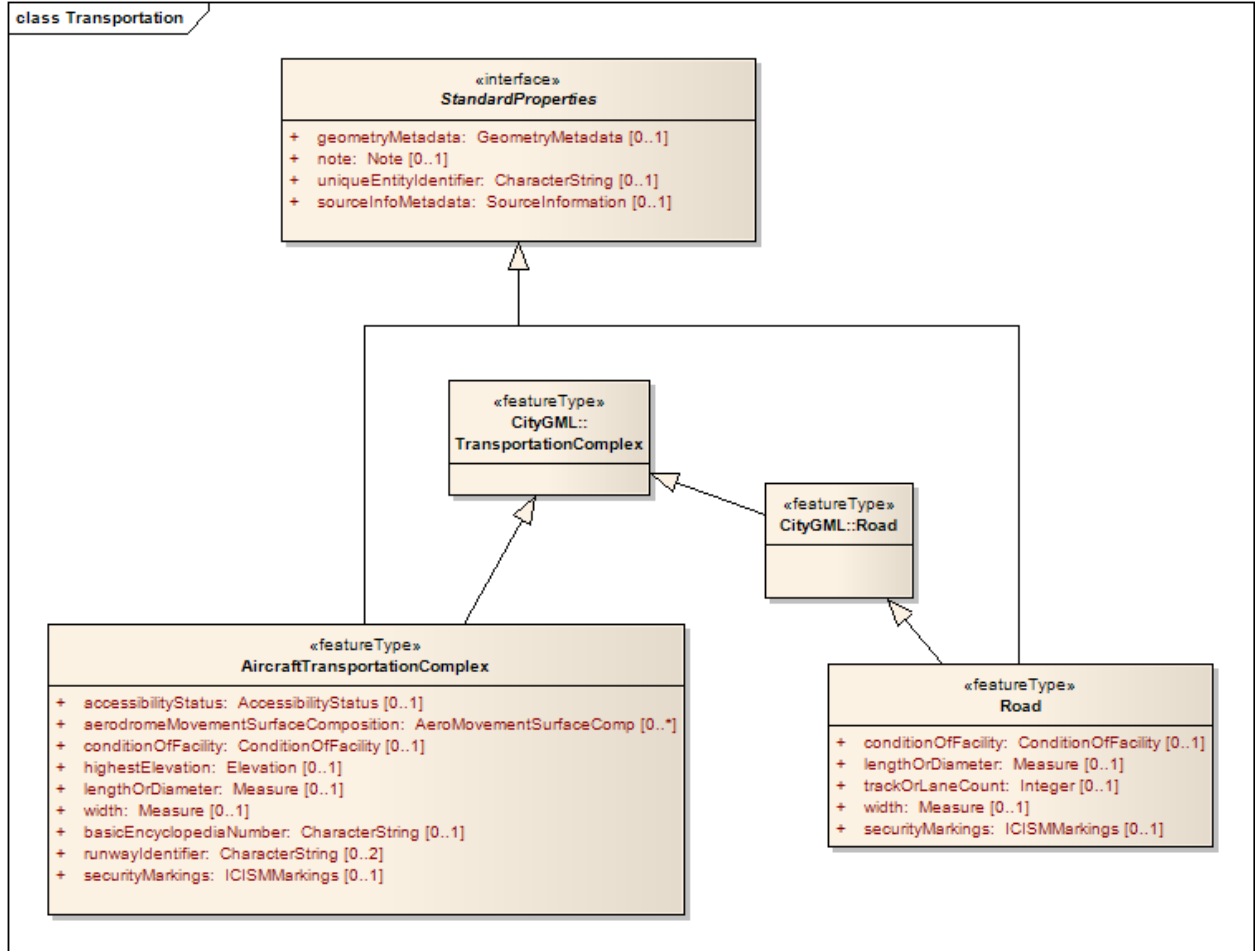 class Transportation
«interface»
StandardProperties
+ geometryMetadata: GeometryMetadata [0..1]
+ note: Note [0..1]
+ uniqueEntityIdentifier: CharacterString [0..1]
+ sourceInfoMetadata: SourceInformation [0..1]
«featureType»
CityGML::
TransportationComplex
«featureType»
CityGML::Road
«featureType»
AircraftTransportationComplex
+ accessibilityStatus: AccessibilityStatus [0..1]
+ aerodromeMovementSurfaceComposition: AeroMovementSurfaceComp [0..*]
+ conditionOfFacility: ConditionOfFacility [0..1]
+ highestElevation: Elevation [0..1]
+ lengthOrDiameter: Measure [0..1]
+ width: Measure [0..1]
+ basicEncyclopediaNumber: CharacterString [0..1]
+ runwayIdentifier: CharacterString [0..2]
+ securityMarkings: ICISMMarkings [0..1]
«featureType»
Road
+ conditionOfFacility: ConditionOfFacility [0..1]
+ lengthOrDiameter: Measure [0..1]
+ trackOrLaneCount: Integer [0..1]
+ width: Measure [0..1]
+ securityMarkings: ICISMMarkings [0..1]